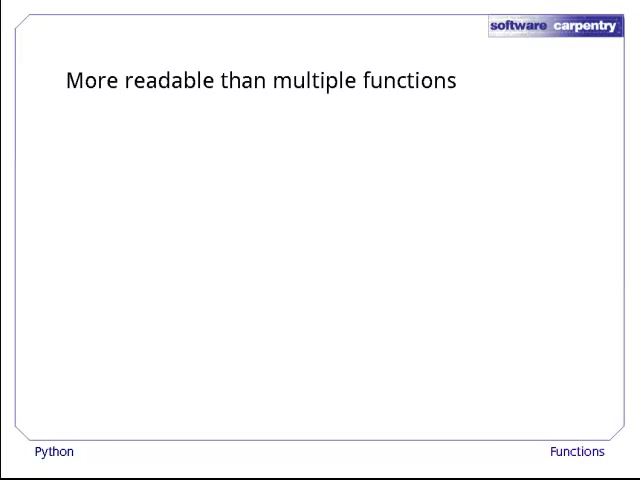 software carpentry
More readable than multiple functions
Python
Functions